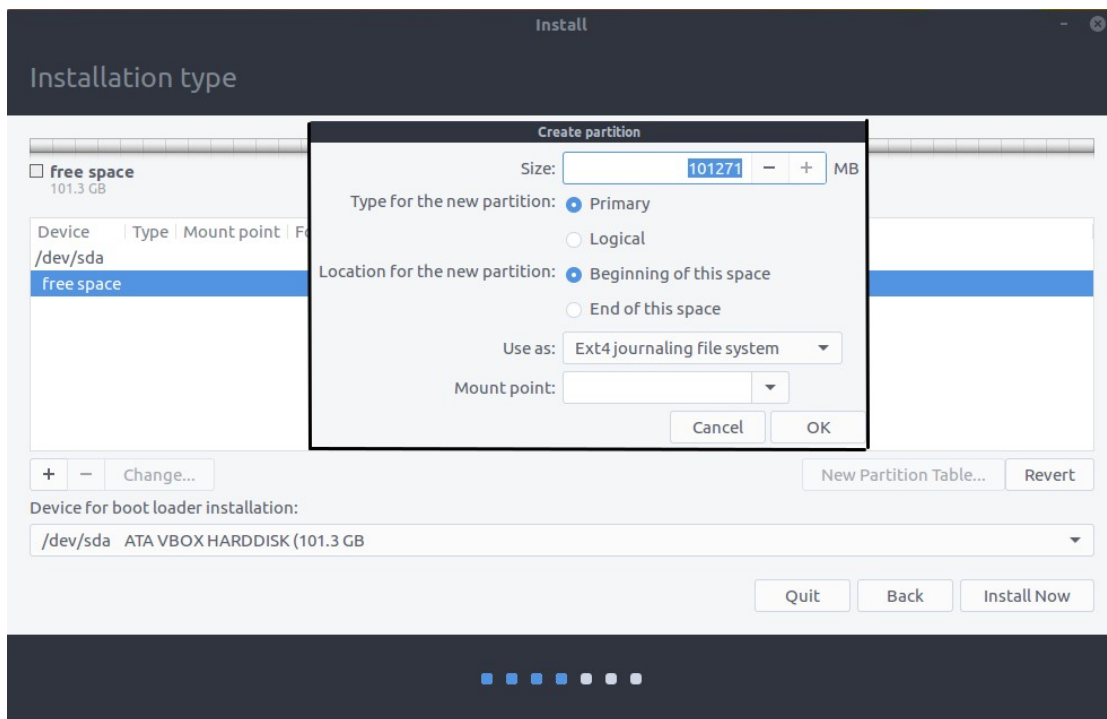 Install
Installation type
Create partition
Size: 101271 − + MB
free space
101.3 GB
Type for the new partition: Primary
Logical
Device Type Mount point
/dev/sda
free space
Location for the new partition: Beginning of this space
End of this space
Use as: Ext4 journaling file system
Mount point:
Cancel OK
+ − Change... New Partition Table... Revert
Device for boot loader installation:
/dev/sda ATA VBOX HARDDISK (101.3 GB
Quit Back Install Now